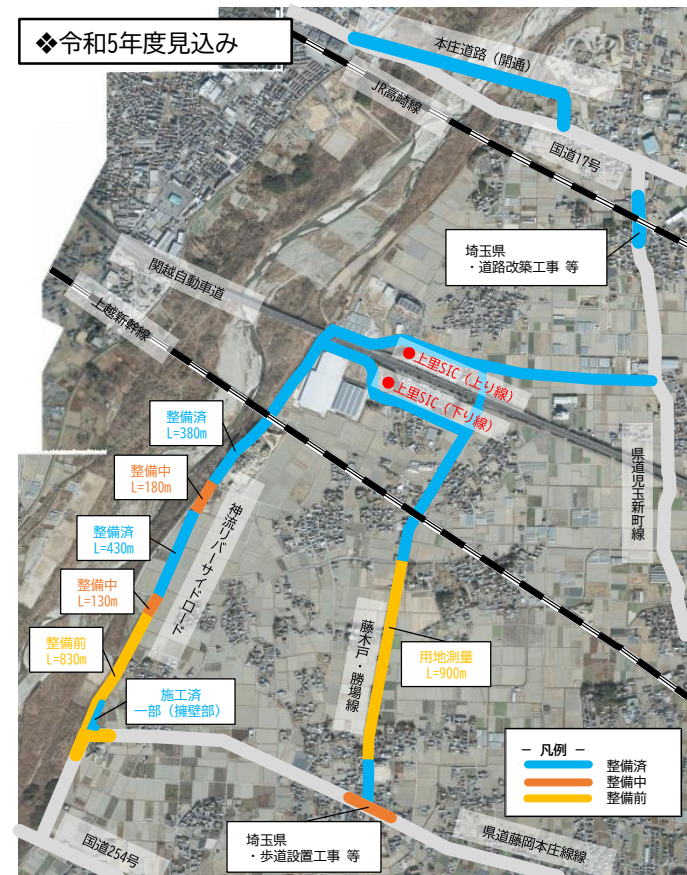 ❖令和5年度見込み
本庄道路（開通）
JR高崎線
国道17号
埼玉県
・道路改築工事 等
関越自動車道
上越新幹線
上里SIC（上り線）
上里SIC（下り線）
整備済
L=380m
整備中
L=180m
整備済
L=430m
整備中
L=130m
整備前
L=830m
施工済
一部（擁壁部）
神流リバーサイドロード
藤木戸・勝場線
県道児玉新町線
用地測量
L=900m
－ 凡例 －
整備済
整備中
整備前
埼玉県
・歩道設置工事 等
国道254号
県道藤岡本庄線線